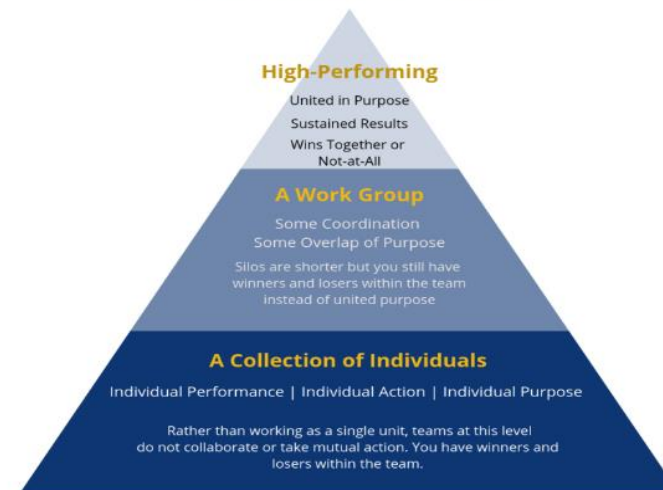 High-Performing
United in Purpose
Sustained Results
Wins Together or
Not-at-All
A Work Group
Some Coordination
Some Overlap of Purpose
Silos are shorter but you still have
winners and losers within the team
instead of united purpose
A Collection of Individuals
Individual Performance | Individual Action | Individual Purpose
Rather than working as a single unit, teams at this level
do not collaborate or take mutual action. You have winners and
losers within the team.